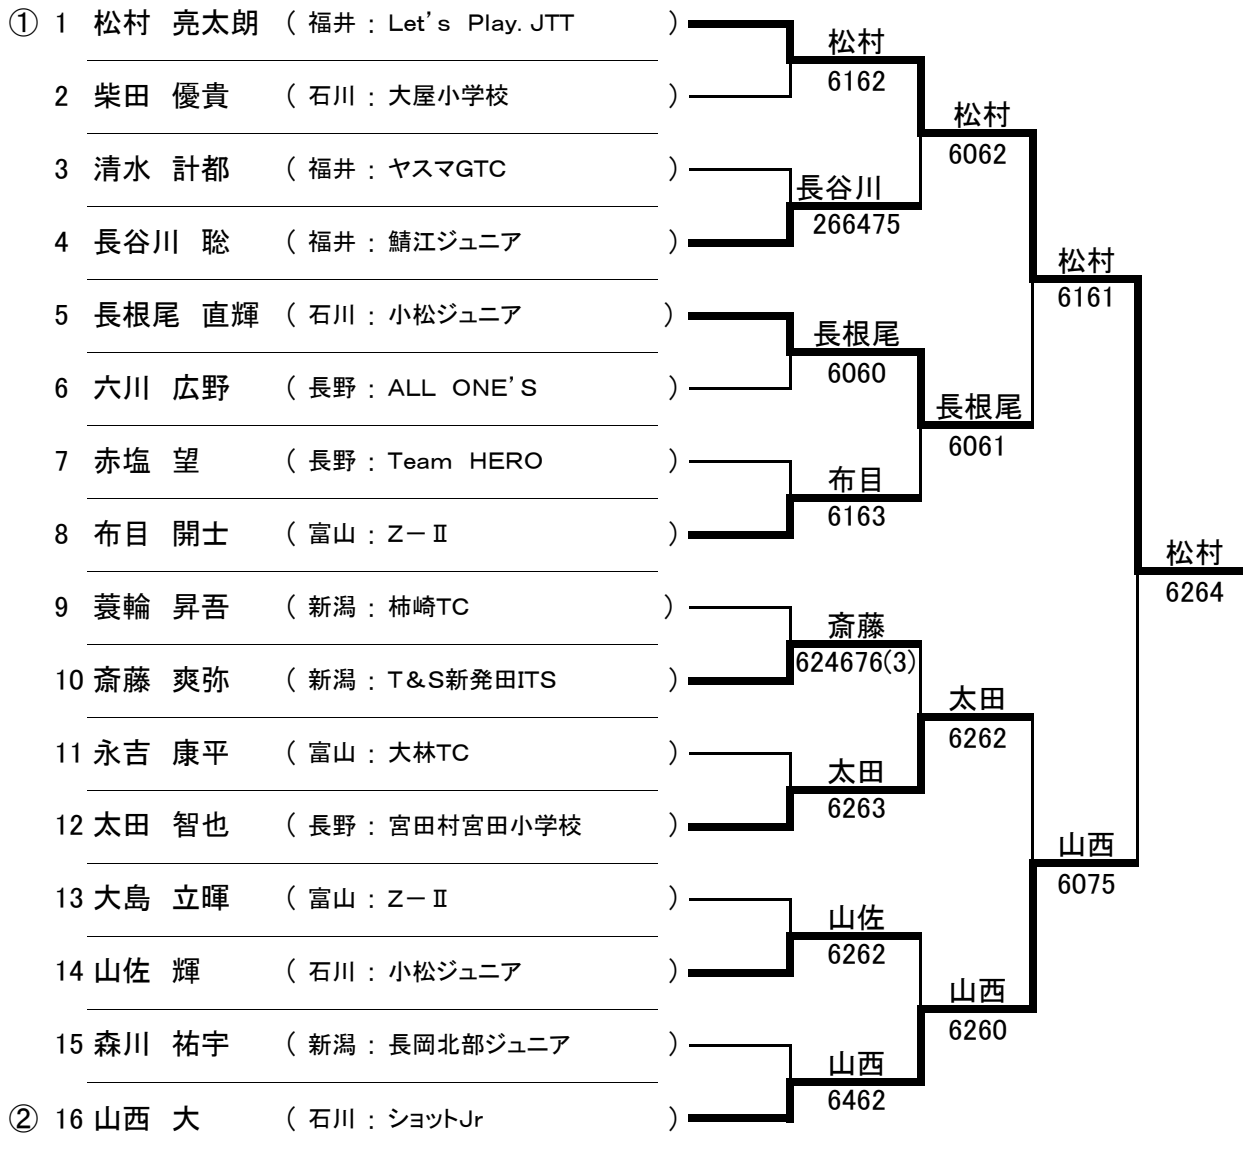 ① 1 松村 亮太朗 ( 福井 : Let's Play. JTT )
松村
6162
2 柴田 優貴 ( 石川 : 大屋小学校 )
松村
6062
3 清水 計都 ( 福井 : ヤスマGTC )
長谷川
266475
4 長谷川 聡 ( 福井 : 鯖江ジュニア )
松村
6161
5 長根尾 直輝 ( 石川 : 小松ジュニア )
長根尾
6060
6 六川 広野 ( 長野 : ALL ONE'S )
長根尾
6061
7 赤塩 望 ( 長野 : Team HERO )
布目
6163
8 布目 開士 ( 富山 : Z-Ⅱ )
松村
6264
9 蓑輪 昇吾 ( 新潟 : 柿崎TC )
斎藤
624676(3)
10 斎藤 爽弥 ( 新潟 : T&S新発田ITS )
太田
6262
11 永吉 康平 ( 富山 : 大林TC )
太田
6263
12 太田 智也 ( 長野 : 宮田村宮田小学校 )
山西
6075
13 大島 立暉 ( 富山 : Z-Ⅱ )
山佐
6262
14 山佐 輝 ( 石川 : 小松ジュニア )
山西
6260
15 森川 祐宇 ( 新潟 : 長岡北部ジュニア )
山西
6462
② 16 山西 大 ( 石川 : ショットJr )